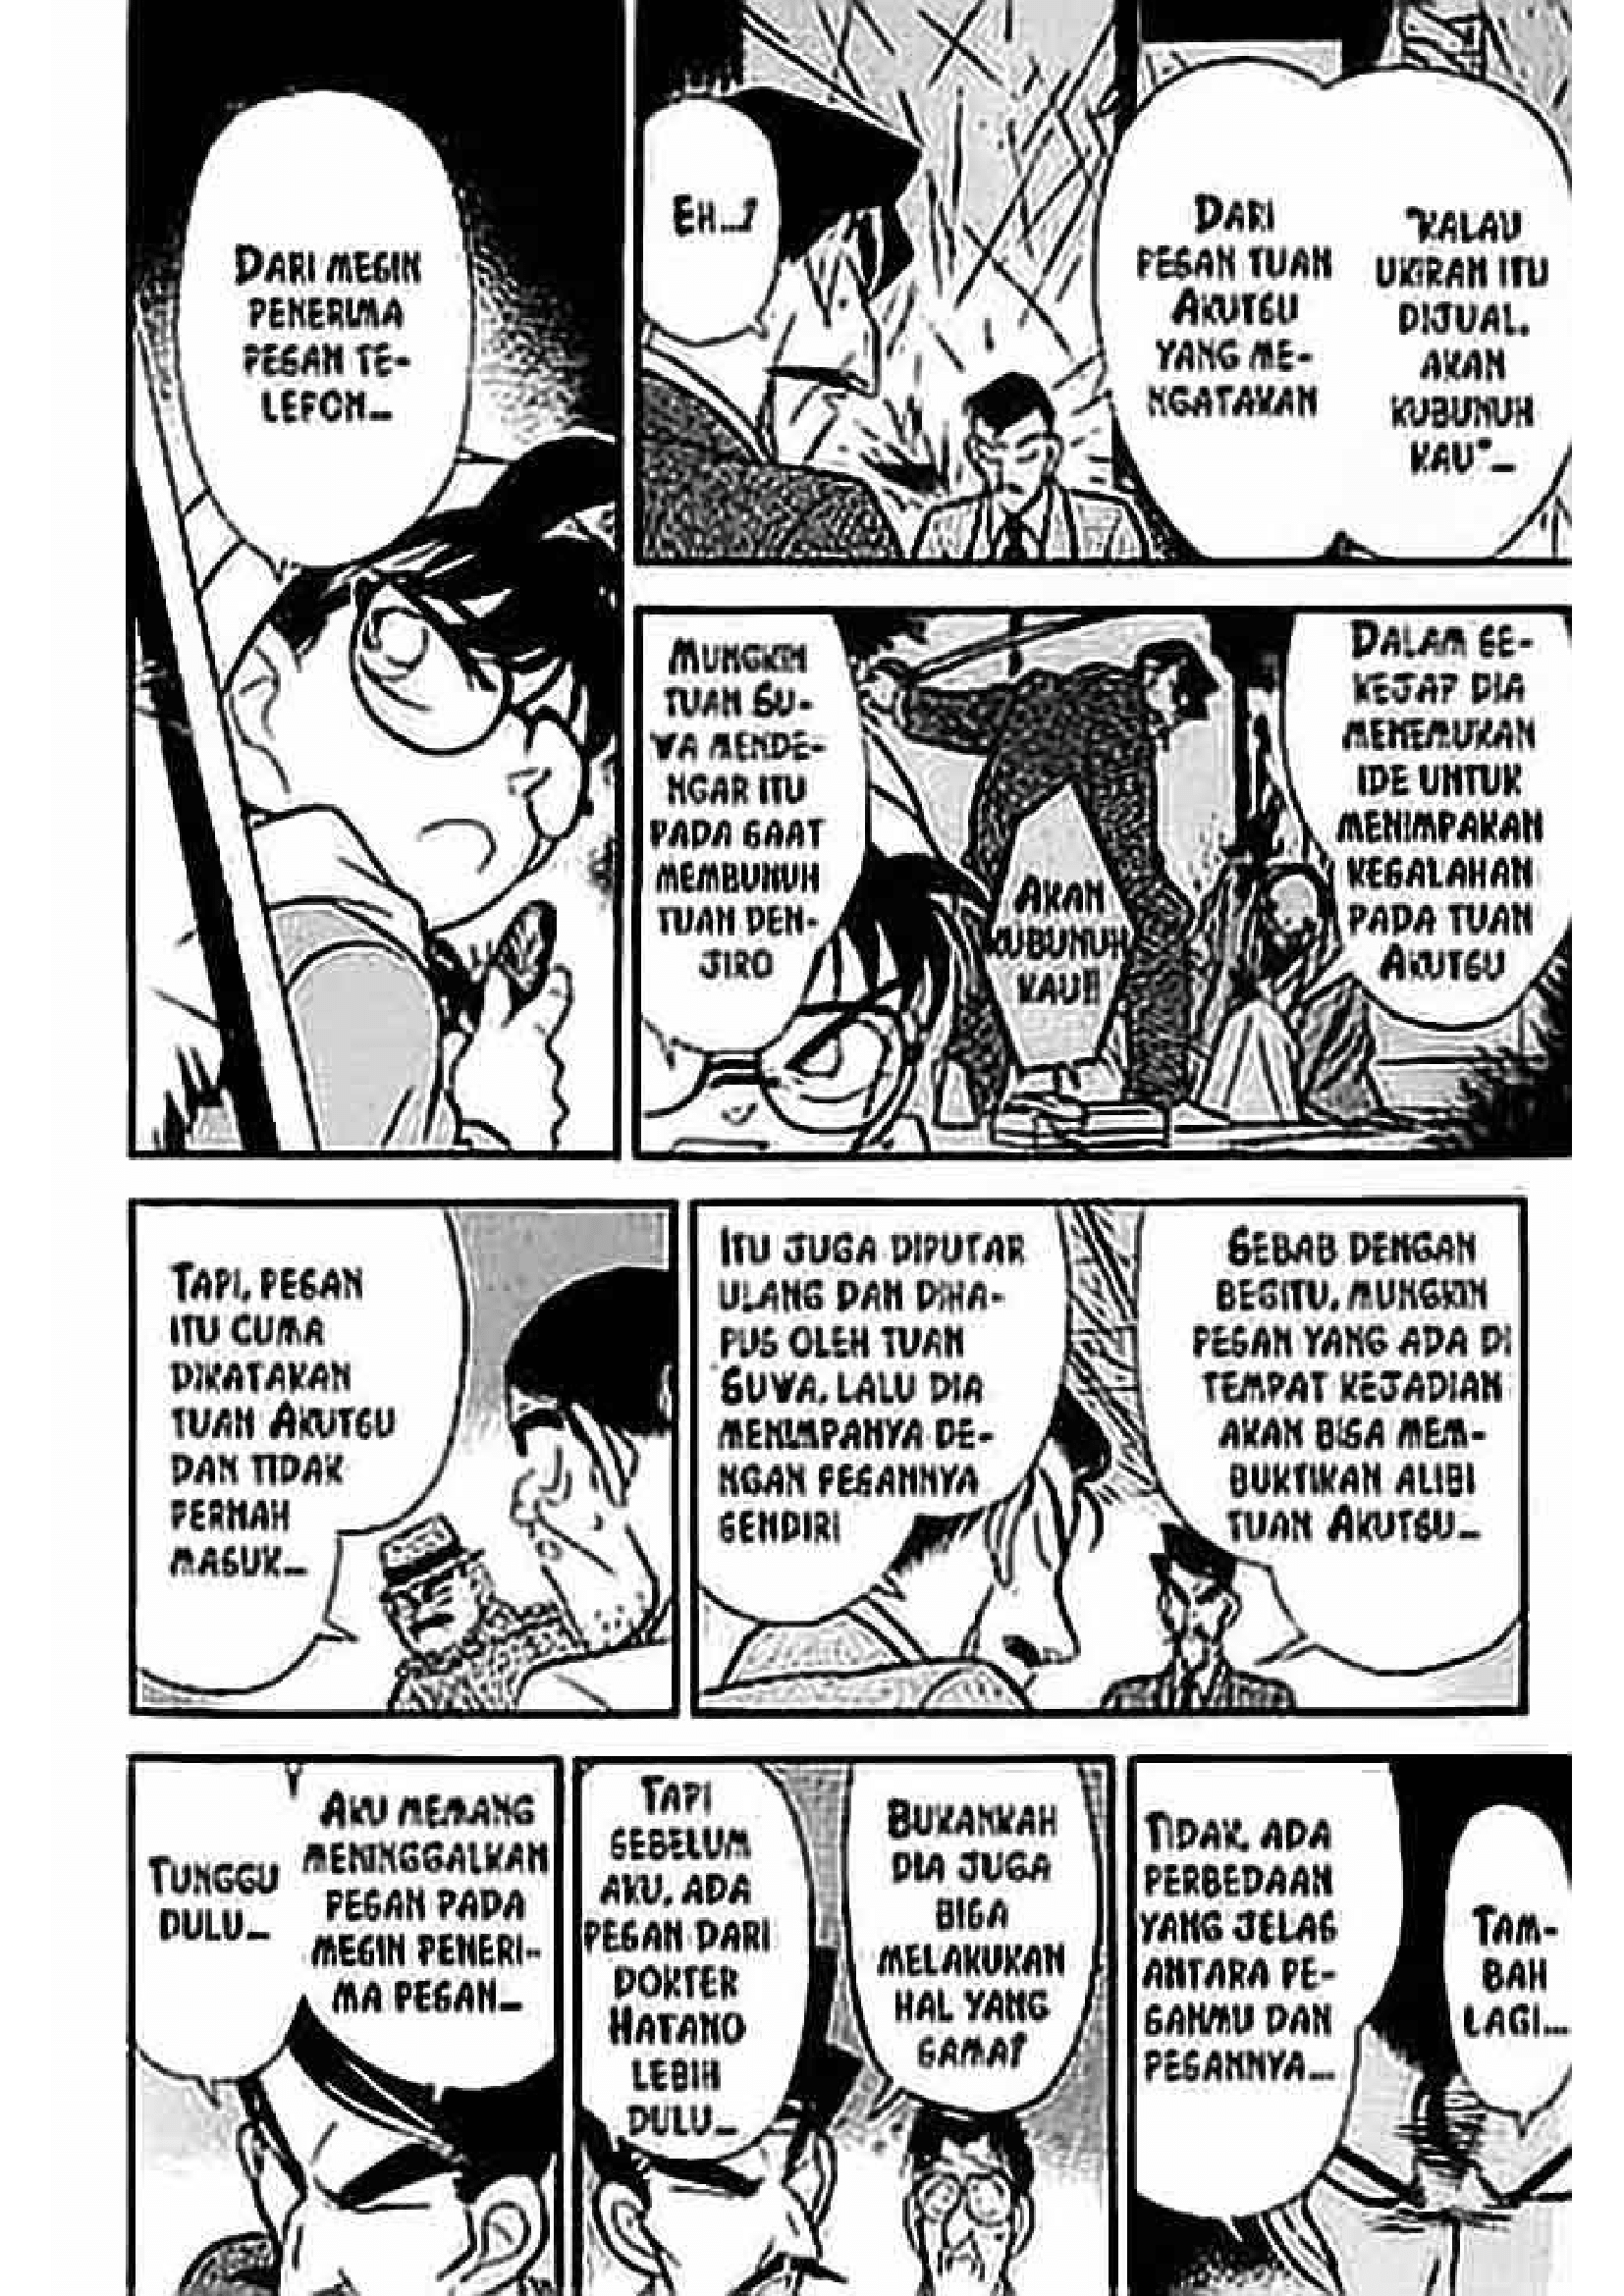 "KALAU
UKIRAN ITU
DIJUAL,
AKAN
KUBUNUH
KAU"...
DARI
PESAN TUAN
AKUTSU
YANG ME-
NGATAKAN
EH...?
DARI MESIN
PENERIMA
PESAN TE-
LEFON...
DALAM SE-
KEJAP DIA
MENEMUKAN
IDE UNTUK
MENIMPAKAN
KESALAHAN
PADA TUAN
AKUTSU
AKAN
KUBUNUH
KAU!!
MUNGKIN
TUAN SU-
WA MENDE-
NGAR ITU
PADA SAAT
MEMBUNUH
TUAN DEN-
JIRO
SEBAB DENGAN
BEGITU, MUNGKIN
PESAN YANG ADA DI
TEMPAT KEJADIAN
AKAN BISA MEM-
BUKTIKAN ALIBI
TUAN AKUTSU...
ITU JUGA DIPUTAR
ULANG DAN DIHA-
PUS OLEH TUAN
SUWA, LALU DIA
MENIMPANYA DE-
NGAN PESANNYA
SENDIRI
TAPI, PESAN
ITU CUMA
DIKATAKAN
TUAN AKUTSU
DAN TIDAK
PERNAH
MASUK...
TAM-
BAH
LAGI...
TIDAK, ADA
PERBEDAAN
YANG JELAS
ANTARA PE-
SANMU DAN
PESANNYA...
BUKANKAH
DIA JUGA
BISA
MELAKUKAN
HAL YANG
SAMA?
TAPI
SEBELUM
AKU, ADA
PESAN DARI
DOKTER
HATANO
LEBIH
DULU...
AKU MEMANG
MENINGGALKAN
PESAN PADA
MESIN PENERI-
MA PESAN...
TUNGGU
DULU...